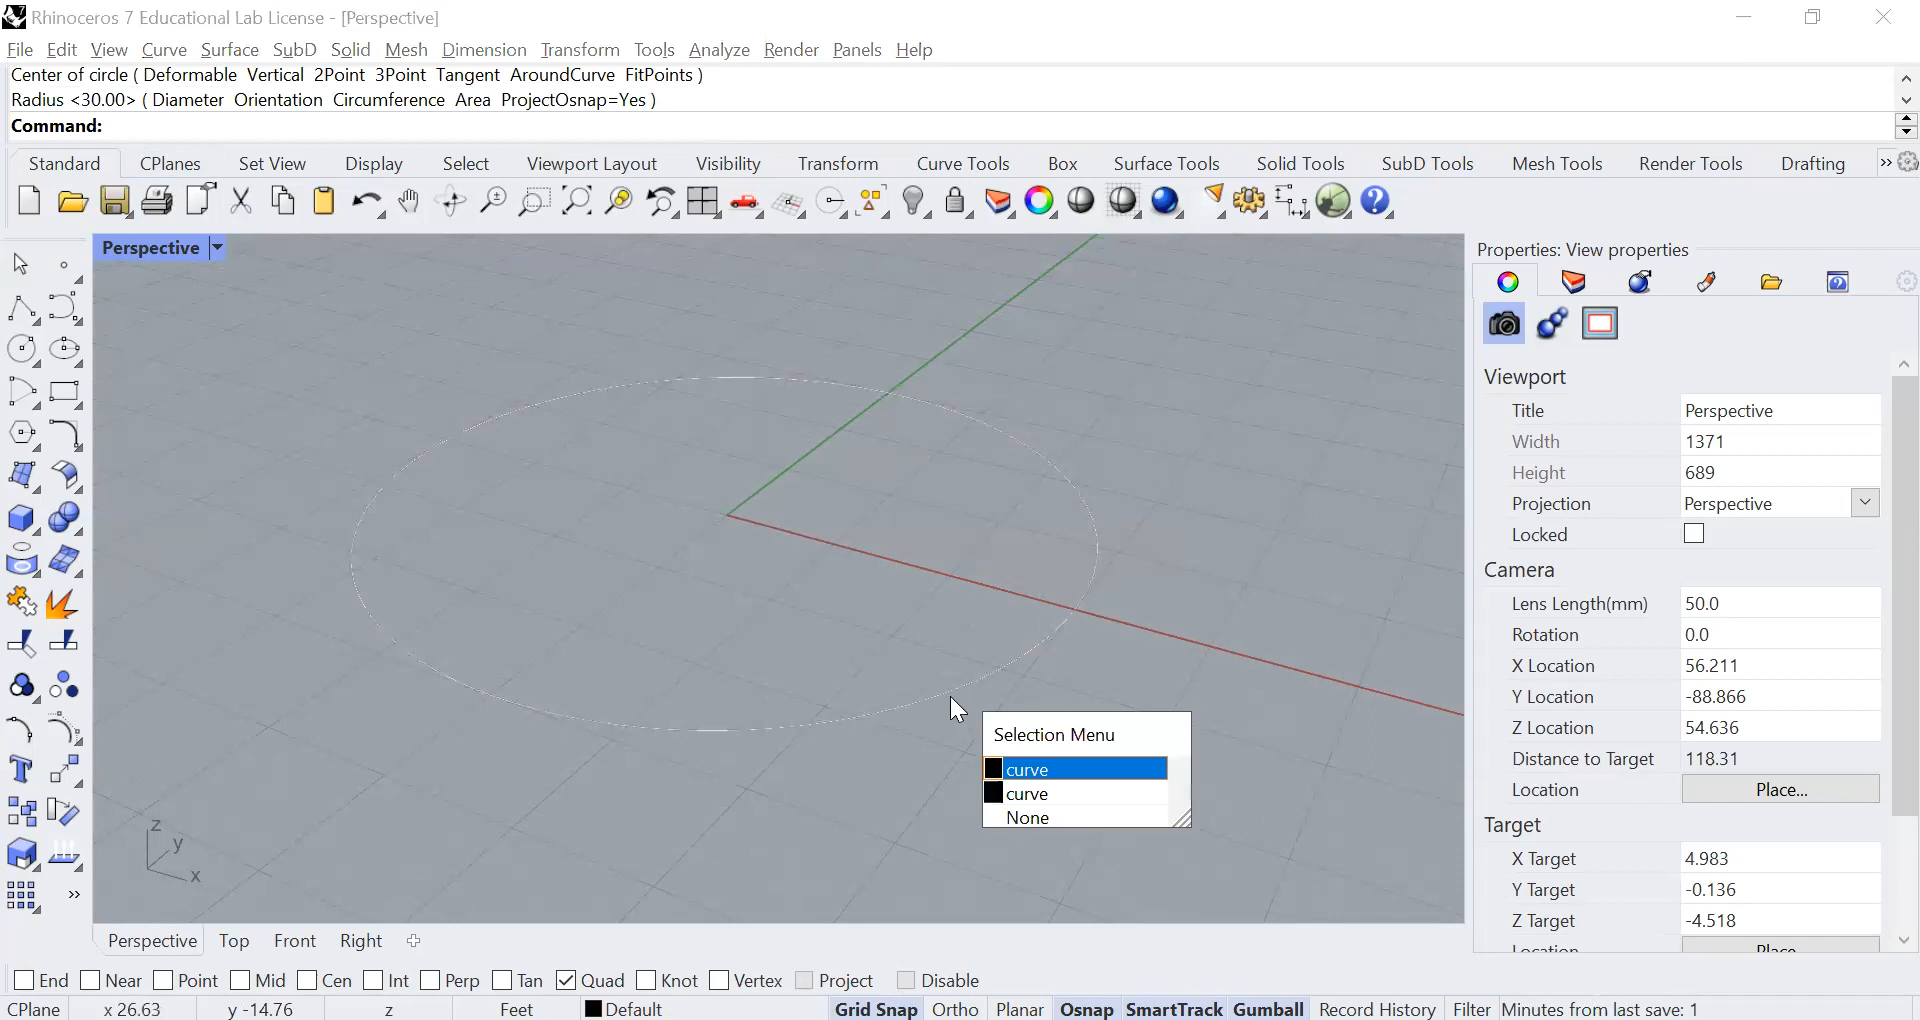 Rhinoceros 7 Educational Lab License - [Perspective]
File Edit View Curve Surface SubD Solid Mesh Dimension Transform Tools Analyze Render Panels Help
Center of circle ( Deformable Vertical 2Point 3Point Tangent AroundCurve FitPoints )
Radius <30.00> ( Diameter Orientation Circumference Area ProjectOsnap=Yes )
Command:
Standard CPlanes Set View Display Select Viewport Layout Visibility Transform Curve Tools Box Surface Tools Solid Tools SubD Tools Mesh Tools Render Tools Drafting
Perspective
Properties: View properties
Viewport
Title Perspective
Width 1371
Height 689
Projection Perspective
Locked
Camera
Lens Length(mm) 50.0
Rotation 0.0
X Location 56.211
Y Location -88.866
Z Location 54.636
Distance to Target 118.31
Location Place...
Target
X Target 4.983
Y Target -0.136
Z Target -4.518
Location Place...
Selection Menu
curve
curve
None
z
y
x
Perspective Top Front Right
End Near Point Mid Cen Int Perp Tan Quad Knot Vertex Project Disable
CPlane x 26.63 y -14.76 z Feet Default Grid Snap Ortho Planar Osnap SmartTrack Gumball Record History Filter Minutes from last save: 1